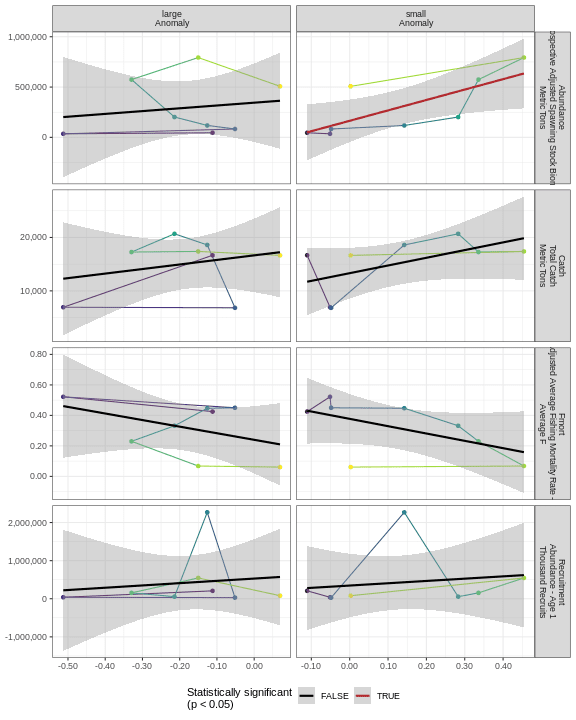 large
Anomaly
small
Anomaly
1,000,000
500,000
0
Abundance
Adjusted Spawning Stock
Metric Tons
20,000
10,000
Catch
Total Catch
Metric Tons
0.80
0.60
0.40
0.20
0.00
Fmort
Average Fishing Mortality Rate -
Average F
2,000,000
1,000,000
0
-1,000,000
Recruitment
Abundance - Age 1
Thousand Recruits
-0.50
-0.40
-0.30
-0.20
-0.10
0.00
-0.10
0.00
0.10
0.20
0.30
0.40
Statistically significant
(p < 0.05)
FALSE
TRUE